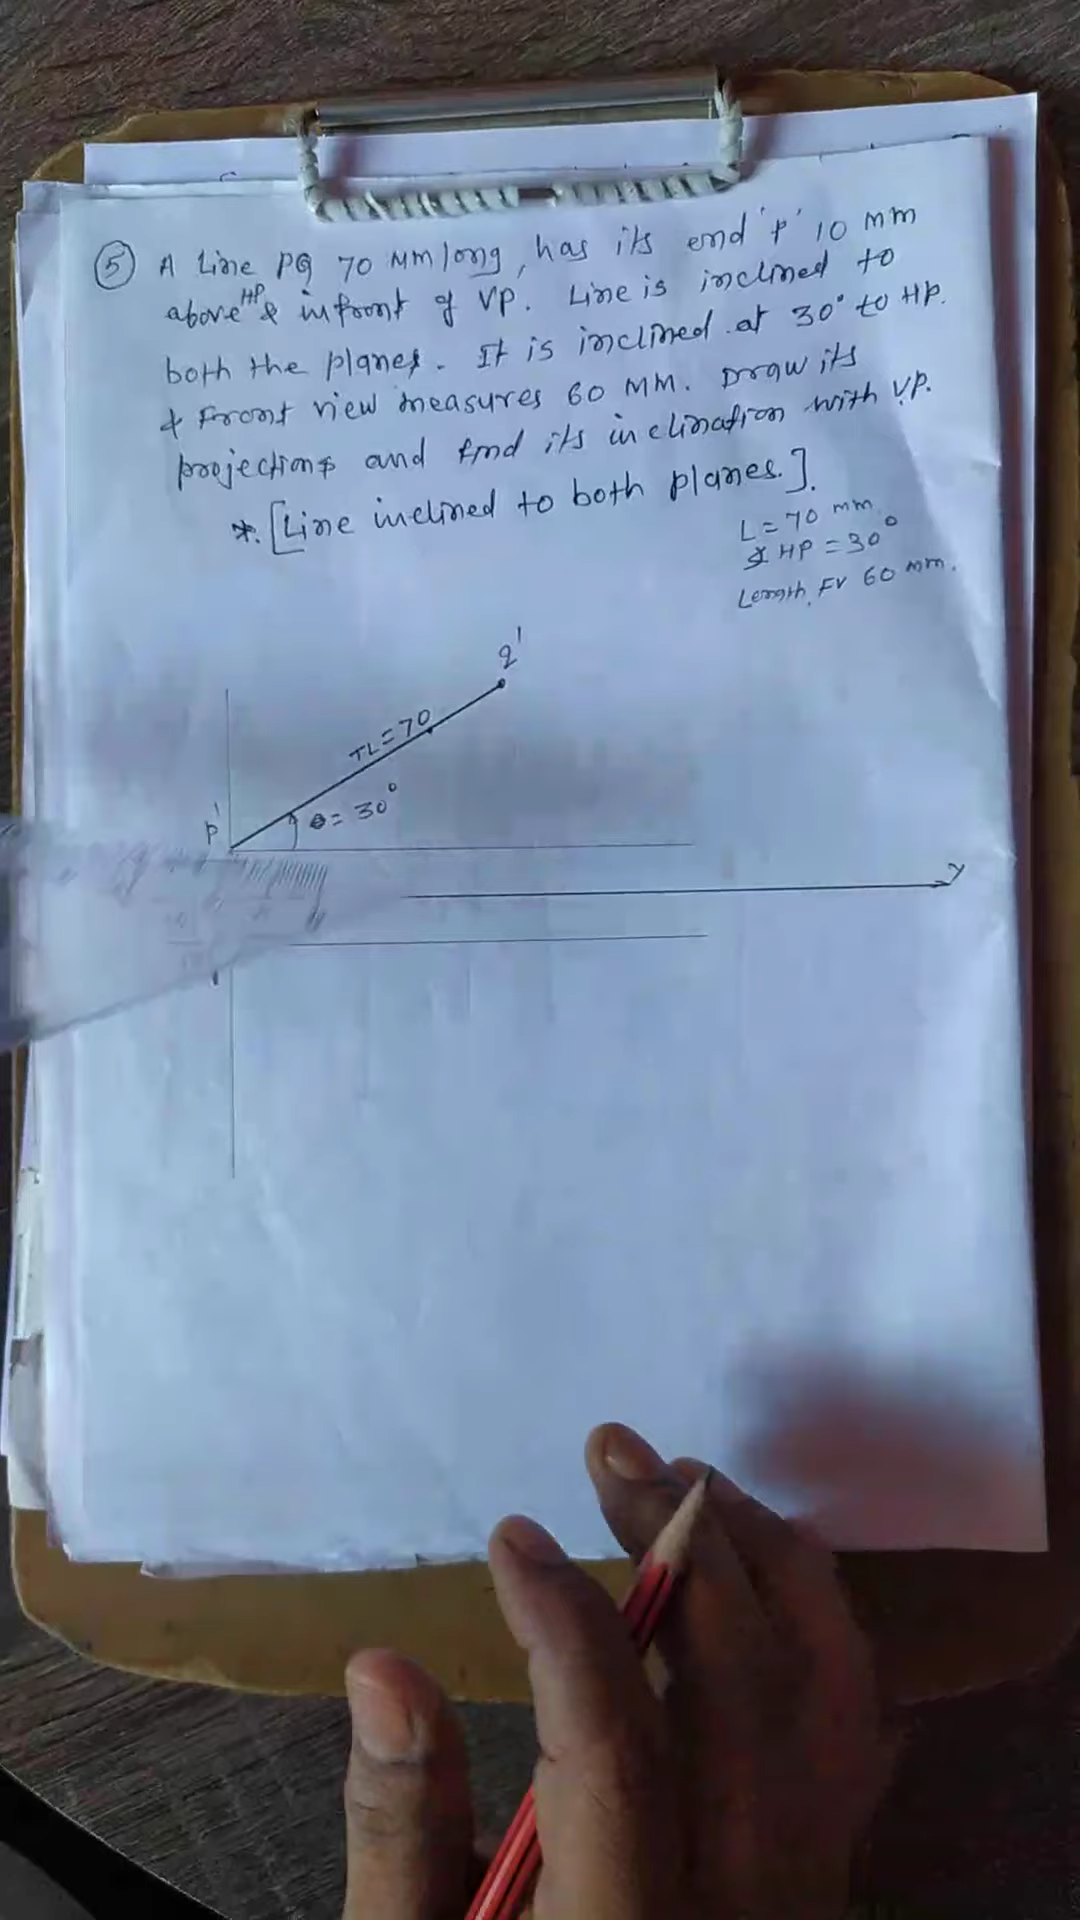 5 A Line PQ 70 MM long, has its end 'p' 10 MM
above HP & infront of VP. Line is inclined to
both the planes. It is inclined at 30° to HP.
& Front view measures 60 MM. Draw its
projections and find its inclination with V.P.
*. [Line inclined to both planes.].
L = 70 mm.
∡ HP = 30°
Length, FV 60 mm.
q'
TL=70
p'
θ= 30°
y